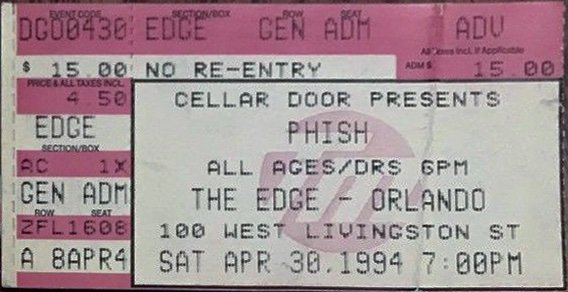 EVENT CODE SECTION/BOX ROW SEAT
DGO0430 EDGE GEN ADM ADV
All Taxes Incl. If Applicable
$ 15.00 NO RE-ENTRY ADM $ 15.00
PRICE & ALL TAXES INCL.
4.50
CELLAR DOOR PRESENTS
EDGE
PHISH
SECTION/BOX
AC 1X
ALL AGES/DRS 6PM
GEN ADM
THE EDGE - ORLANDO
ROW SEAT
ZFL1608
100 WEST LIVINGSTON ST
A 8APR4
SAT APR 30.1994 7:00PM